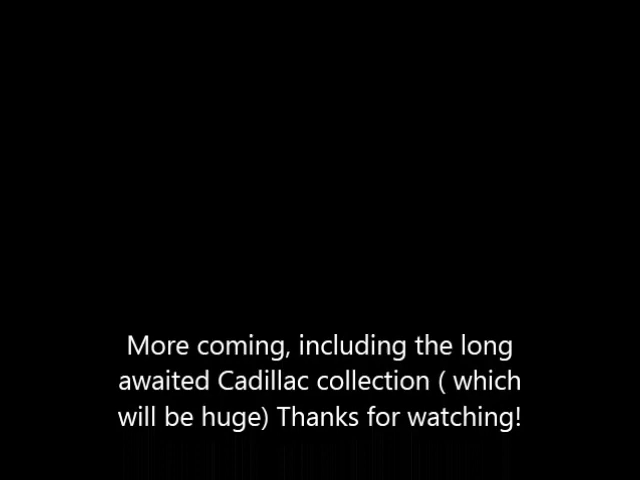 More coming, including the long
awaited Cadillac collection ( which
will be huge) Thanks for watching!